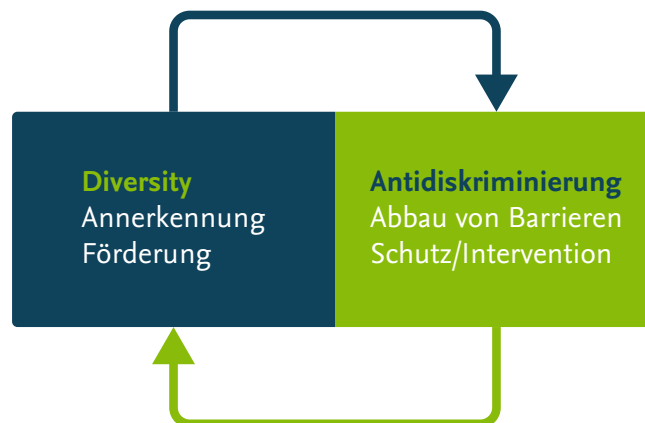 Diversity
Annerkennung
Förderung
Antidiskriminierung
Abbau von Barrieren
Schutz/Intervention